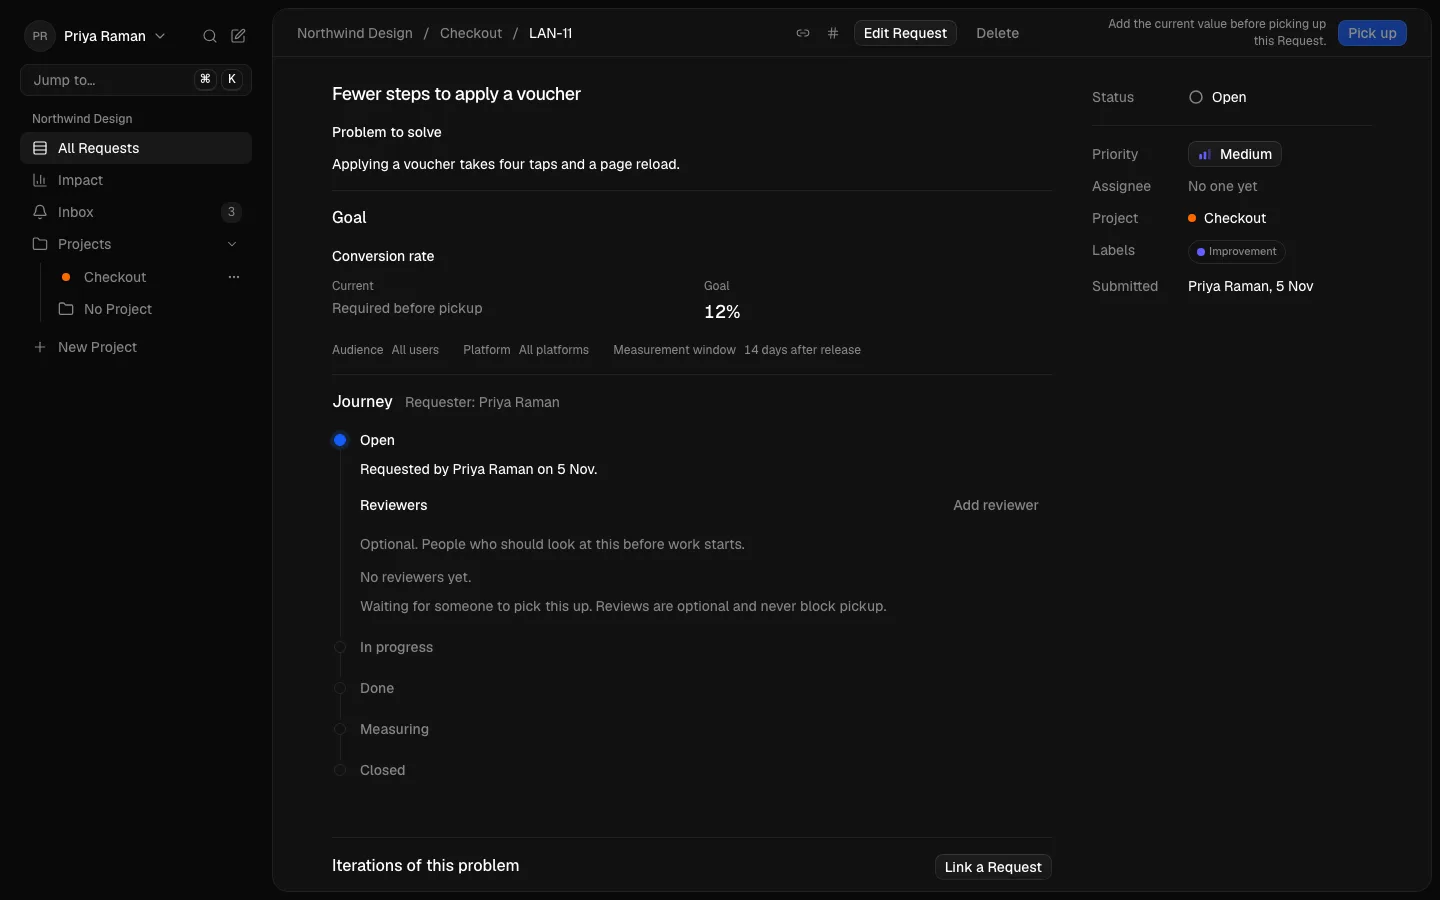 PR
Priya Raman
Jump to...
⌘ K
Northwind Design
All Requests
Impact
Inbox
3
Projects
Checkout
No Project
New Project
Northwind Design / Checkout / LAN-11
Edit Request
Delete
Add the current value before picking up
this Request.
Pick up
Fewer steps to apply a voucher
Problem to solve
Applying a voucher takes four taps and a page reload.
Goal
Conversion rate
Current
Required before pickup
Goal
12%
Audience All users Platform All platforms Measurement window 14 days after release
Journey Requester: Priya Raman
Open
Requested by Priya Raman on 5 Nov.
Reviewers
Add reviewer
Optional. People who should look at this before work starts.
No reviewers yet.
Waiting for someone to pick this up. Reviews are optional and never block pickup.
In progress
Done
Measuring
Closed
Iterations of this problem
Link a Request
Status Open
Priority Medium
Assignee No one yet
Project Checkout
Labels Improvement
Submitted Priya Raman, 5 Nov